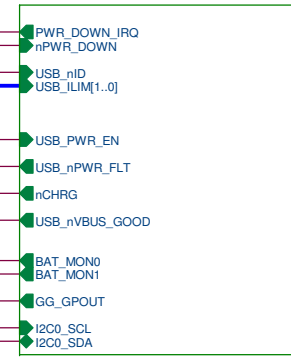 PWR_DOWN_IRQ
nPWR_DOWN
USB_nID
USB_ILIM[1..0]
USB_PWR_EN
USB_nPWR_FLT
nCHRG
USB_nVBUS_GOOD
BAT_MON0
BAT_MON1
GG_GPOUT
I2C0_SCL
I2C0_SDA